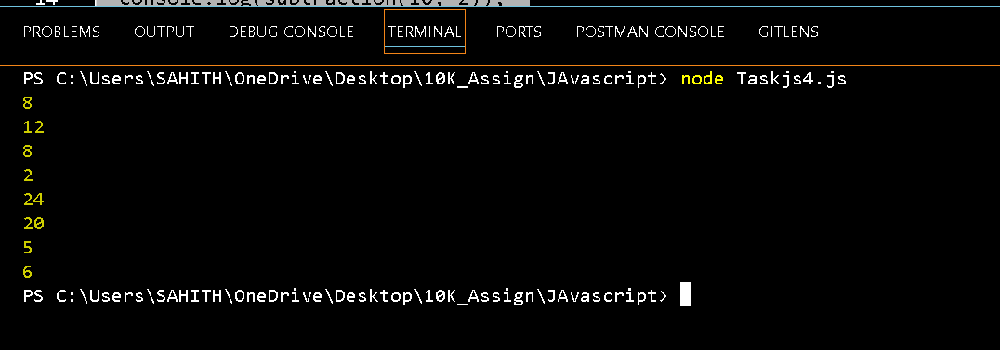 14 console.log(subtraction(10, 2));
PROBLEMS OUTPUT DEBUG CONSOLE TERMINAL PORTS POSTMAN CONSOLE GITLENS
PS C:\Users\SAHITH\OneDrive\Desktop\10K_Assign\JAvascript> node Taskjs4.js
8
12
8
2
24
20
5
6
PS C:\Users\SAHITH\OneDrive\Desktop\10K_Assign\JAvascript>